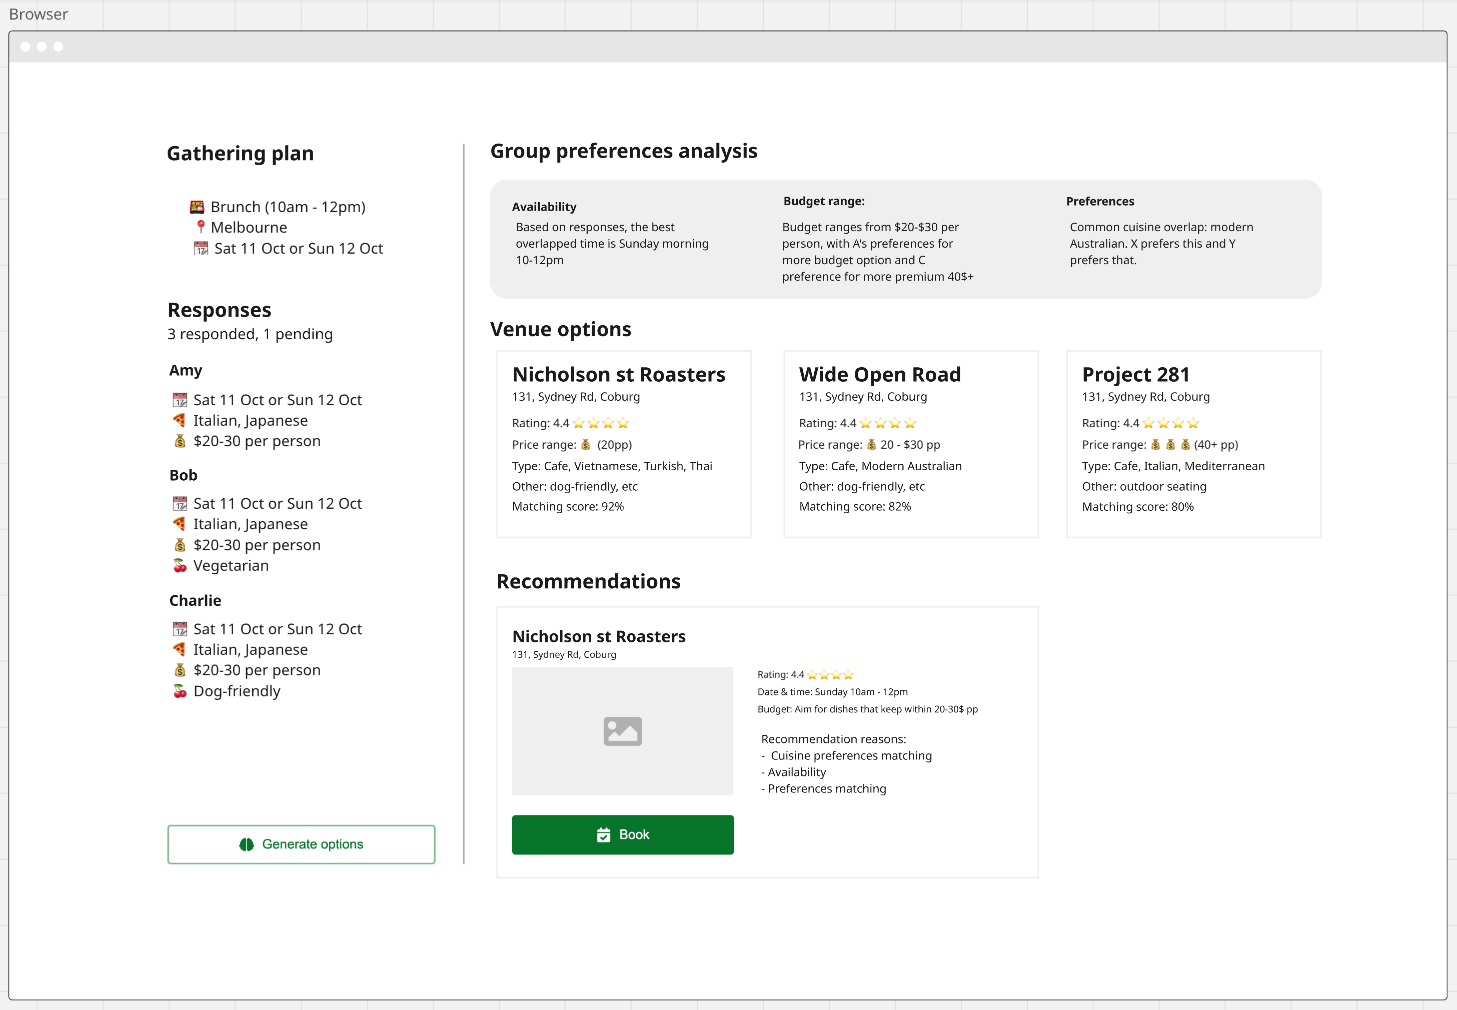 Browser
Gathering plan
Brunch (10am - 12pm)
Melbourne
Sat 11 Oct or Sun 12 Oct
Responses
3 responded, 1 pending
Amy
Sat 11 Oct or Sun 12 Oct
Italian, Japanese
$20-30 per person
Bob
Sat 11 Oct or Sun 12 Oct
Italian, Japanese
$20-30 per person
Vegetarian
Charlie
Sat 11 Oct or Sun 12 Oct
Italian, Japanese
$20-30 per person
Dog-friendly
Generate options
Group preferences analysis
Availability
Based on responses, the best
overlapped time is Sunday morning
10-12pm
Budget range:
Budget ranges from $20-$30 per
person, with A's preferences for
more budget option and C
preference for more premium 40$+
Preferences
Common cuisine overlap: modern
Australian. X prefers this and Y
prefers that.
Venue options
Nicholson st Roasters
131, Sydney Rd, Coburg
Rating: 4.4
Price range: (20pp)
Type: Cafe, Vietnamese, Turkish, Thai
Other: dog-friendly, etc
Matching score: 92%
Wide Open Road
131, Sydney Rd, Coburg
Rating: 4.4
Price range: 20 - $30 pp
Type: Cafe, Modern Australian
Other: dog-friendly, etc
Matching score: 82%
Project 281
131, Sydney Rd, Coburg
Rating: 4.4
Price range: (40+ pp)
Type: Cafe, Italian, Mediterranean
Other: outdoor seating
Matching score: 80%
Recommendations
Nicholson st Roasters
131, Sydney Rd, Coburg
Rating: 4.4
Date & time: Sunday 10am - 12pm
Budget: Aim for dishes that keep within 20-30$ pp
Recommendation reasons:
- Cuisine preferences matching
- Availability
- Preferences matching
Book